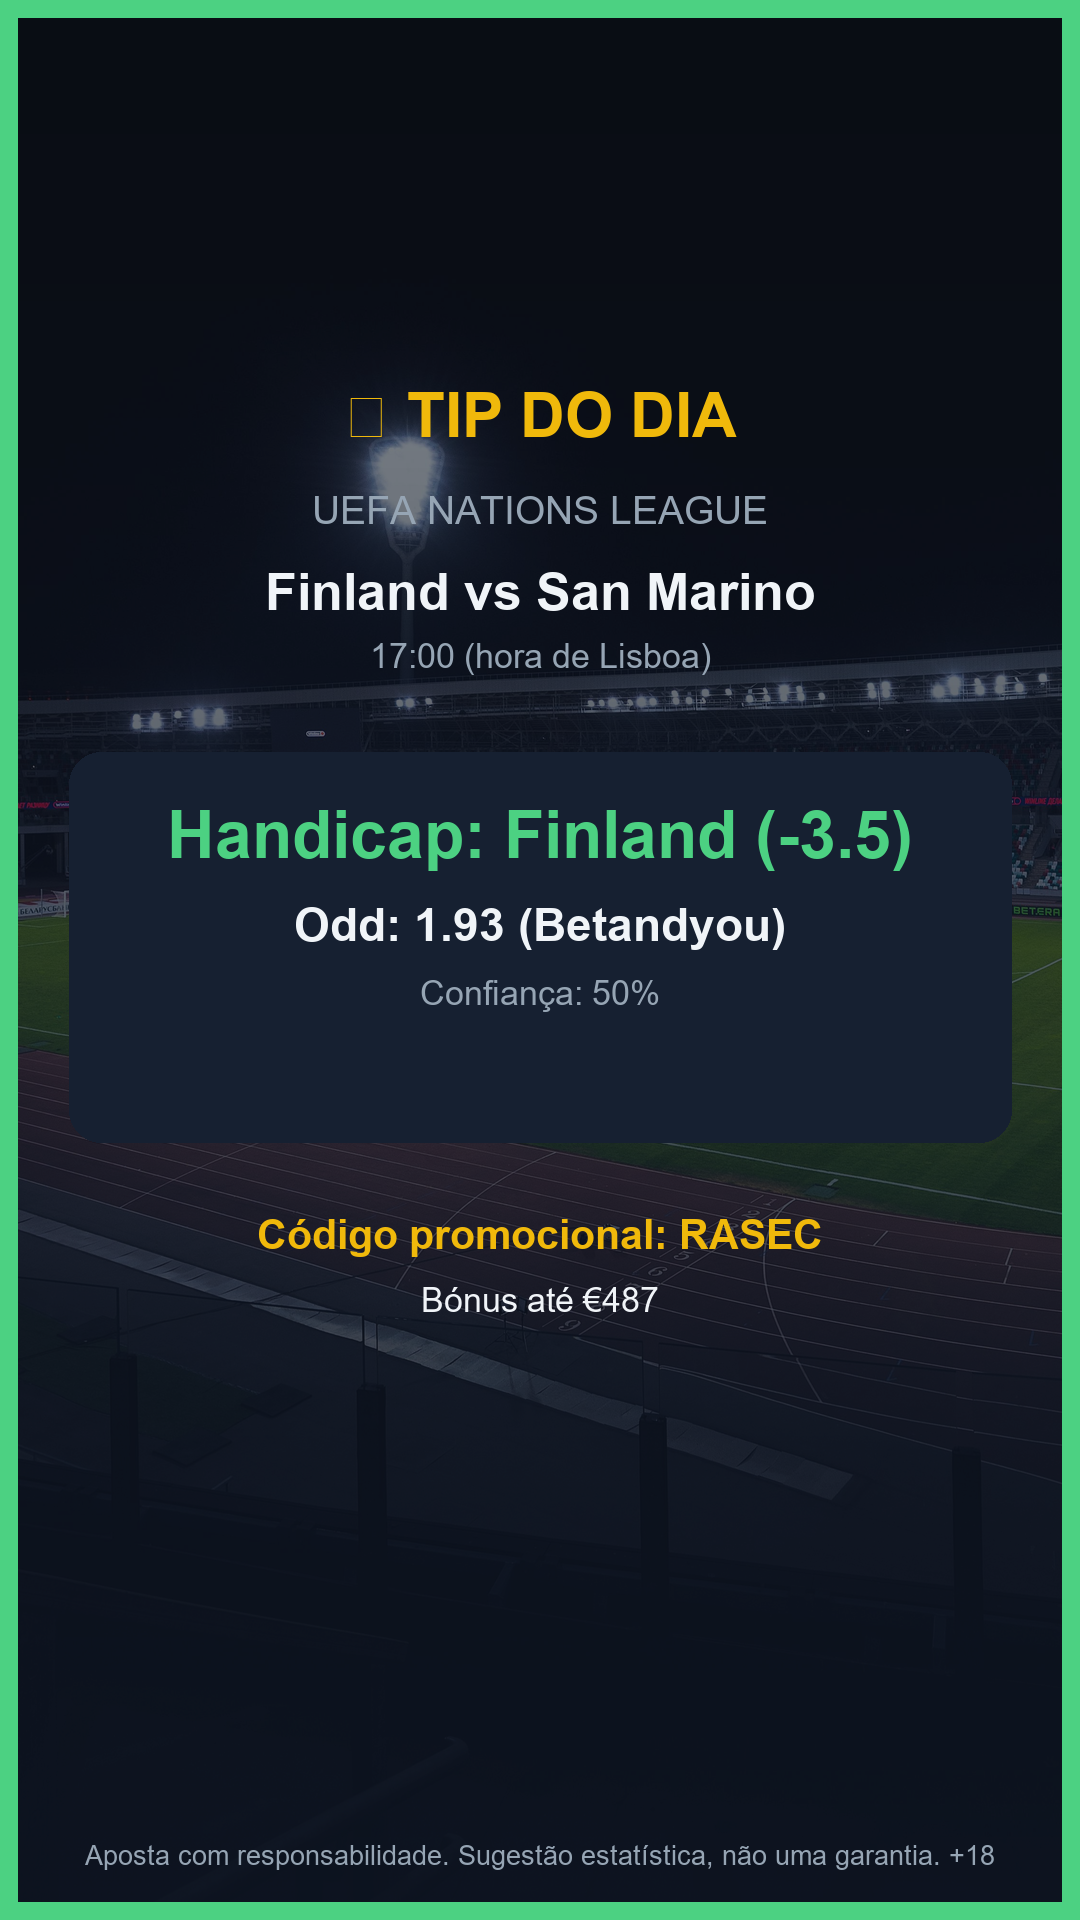 TIP DO DIA
UEFA NATIONS LEAGUE
Finland vs San Marino
17:00 (hora de Lisboa)
Handicap: Finland (-3.5)
Odd: 1.93 (Betandyou)
Confiança: 50%
BETERA
Código promocional: RASEC
Bónus até €487
Aposta com responsabilidade. Sugestão estatística, não uma garantia. +18